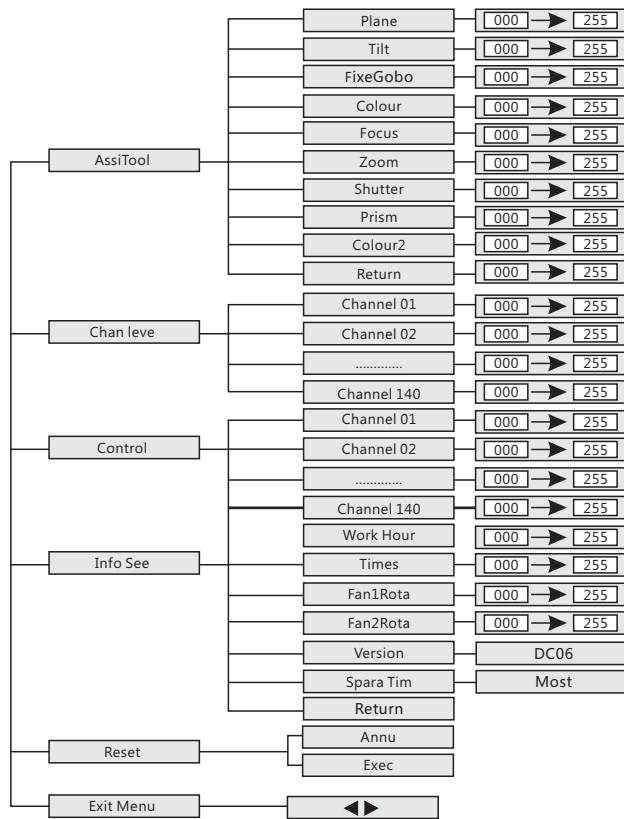 Plane 000 255
Tilt 000 255
FixeGobo 000 255
Colour 000 255
Focus 000 255
AssiTool Zoom 000 255
Shutter 000 255
Prism 000 255
Colour2 000 255
Return 000 255
Channel 01 000 255
Chan leve Channel 02 000 255
............. 000 255
Channel 140 000 255
Channel 01 000 255
Control Channel 02 000 255
............. 000 255
Channel 140 000 255
Work Hour 000 255
Info See Times 000 255
Fan1Rota 000 255
Fan2Rota 000 255
Version DC06
Spara Tim Most
Return
Annu
Reset
Exec
Exit Menu